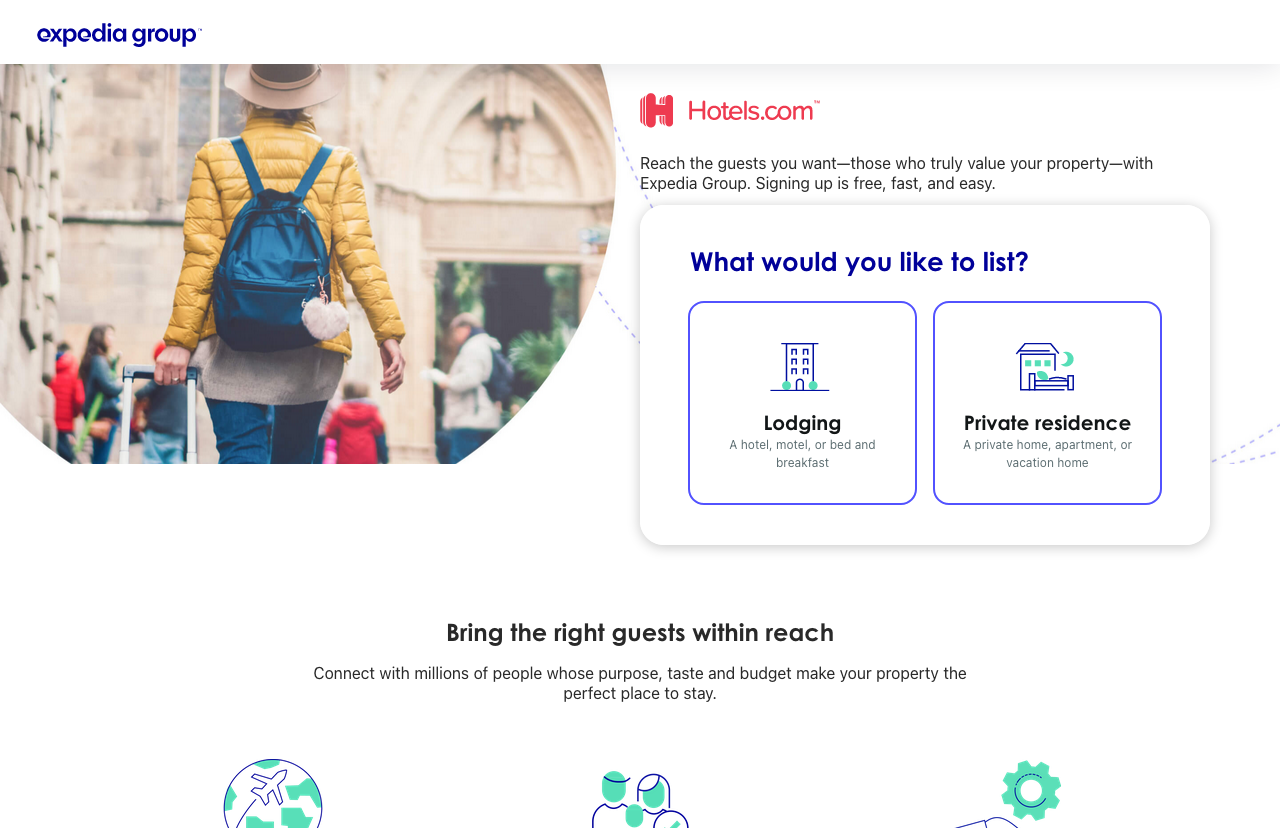 expedia group™
Hotels.com™
Reach the guests you want—those who truly value your property—with
Expedia Group. Signing up is free, fast, and easy.
What would you like to list?
Lodging
A hotel, motel, or bed and
breakfast
Private residence
A private home, apartment, or
vacation home
Bring the right guests within reach
Connect with millions of people whose purpose, taste and budget make your property the
perfect place to stay.